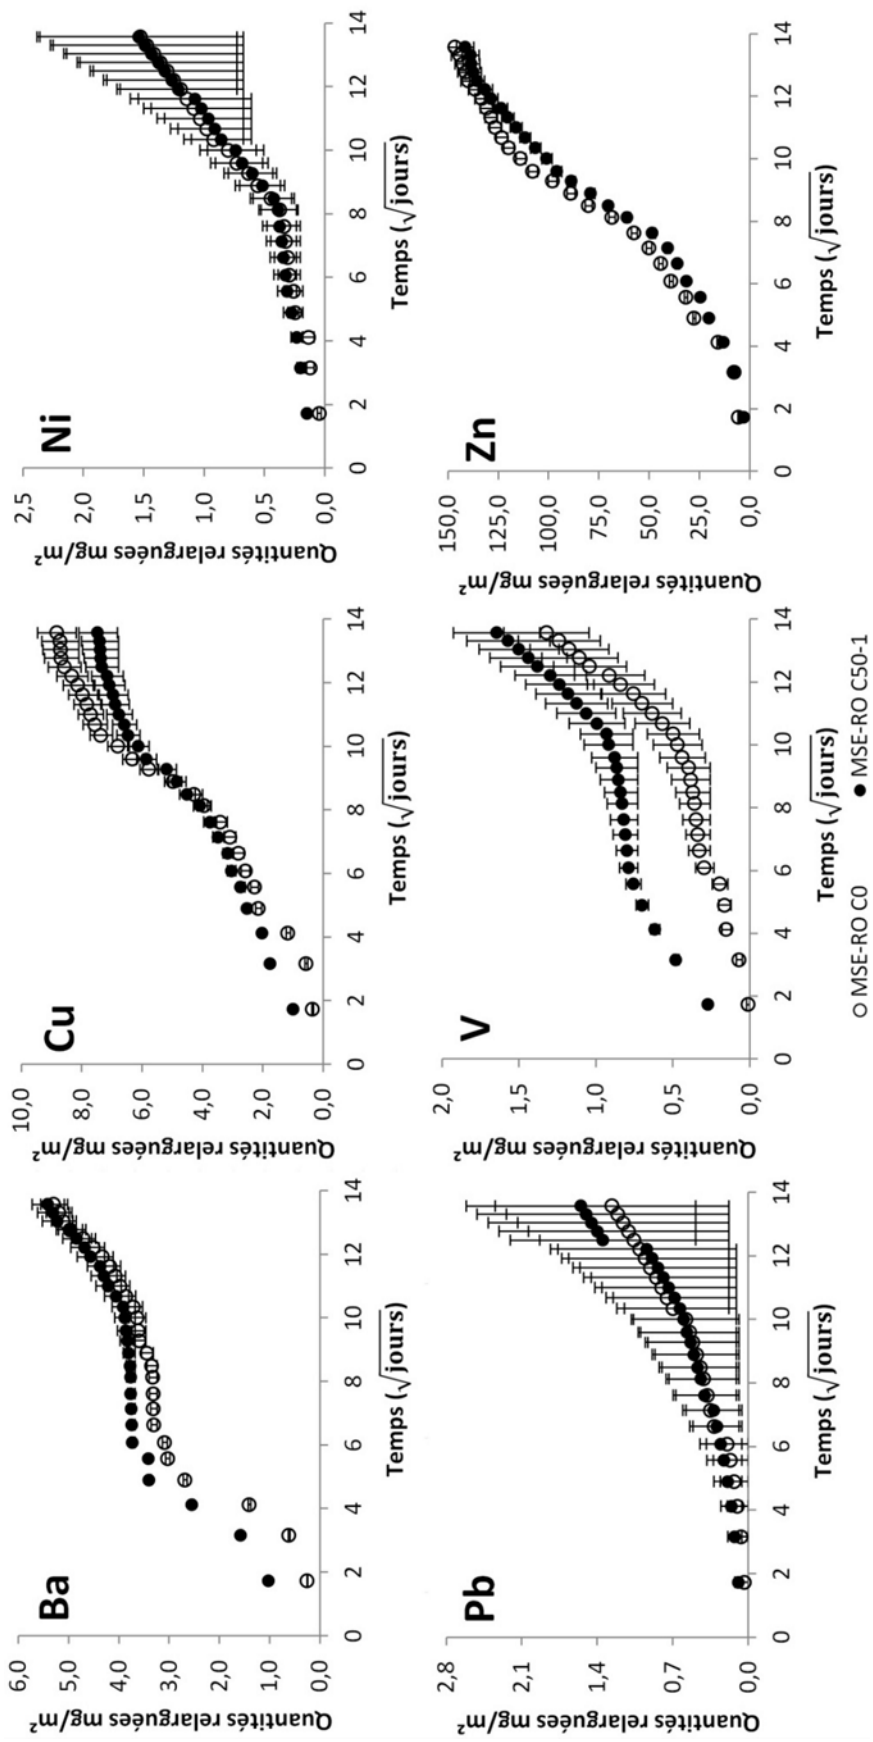 Ba
Quantités relarguées mg/m²
6,0
5,0
4,0
3,0
2,0
1,0
0,0
0 2 4 6 8 10 12 14
Temps (√jours)
Cu
Quantités relarguées mg/m²
10,0
8,0
6,0
4,0
2,0
0,0
0 2 4 6 8 10 12 14
Temps (√jours)
Ni
Quantités relarguées mg/m²
2,5
2,0
1,5
1,0
0,5
0,0
0 2 4 6 8 10 12 14
Temps (√jours)
Pb
Quantités relarguées mg/m²
2,8
2,1
1,4
0,7
0,0
0 2 4 6 8 10 12 14
Temps (√jours)
V
Quantités relarguées mg/m²
2,0
1,5
1,0
0,5
0,0
0 2 4 6 8 10 12 14
Temps (√jours)
Zn
Quantités relarguées mg/m²
150,0
125,0
100,0
75,0
50,0
25,0
0,0
0 2 4 6 8 10 12 14
Temps (√jours)
MSE-RO C0 MSE-RO C50-1